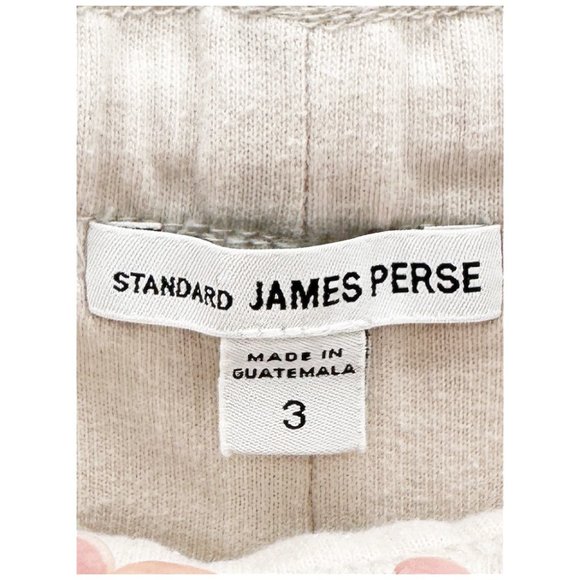 STANDARD JAMES PERSE
MADE IN
GUATEMALA
3